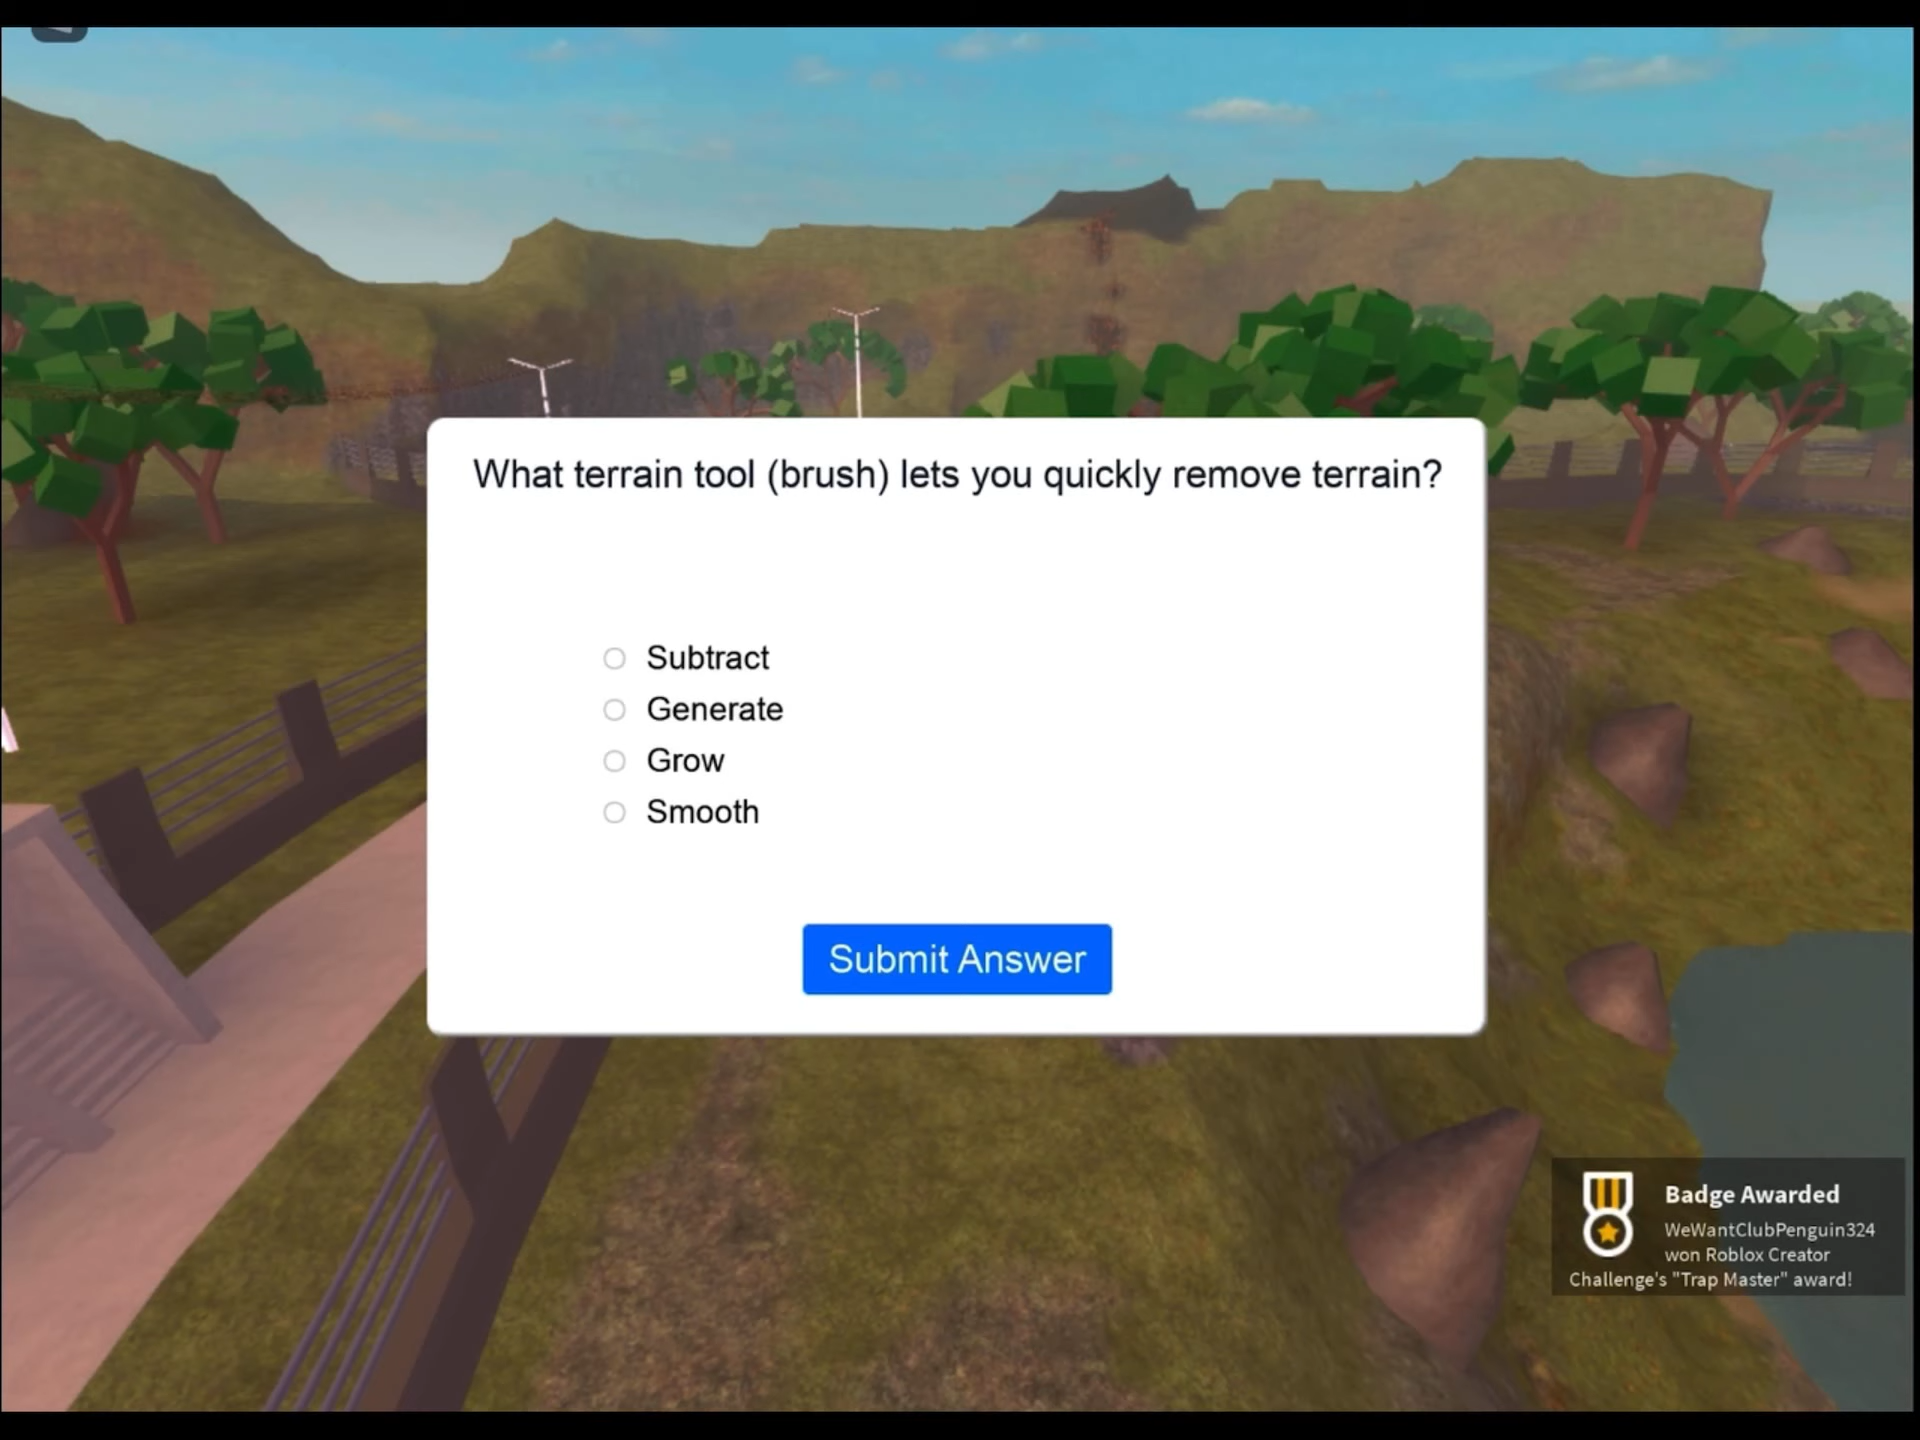 What terrain tool (brush) lets you quickly remove terrain?
Subtract
Generate
Grow
Smooth
Submit Answer
Badge Awarded
WeWantClubPenguin324
won Roblox Creator
Challenge's "Trap Master" award!